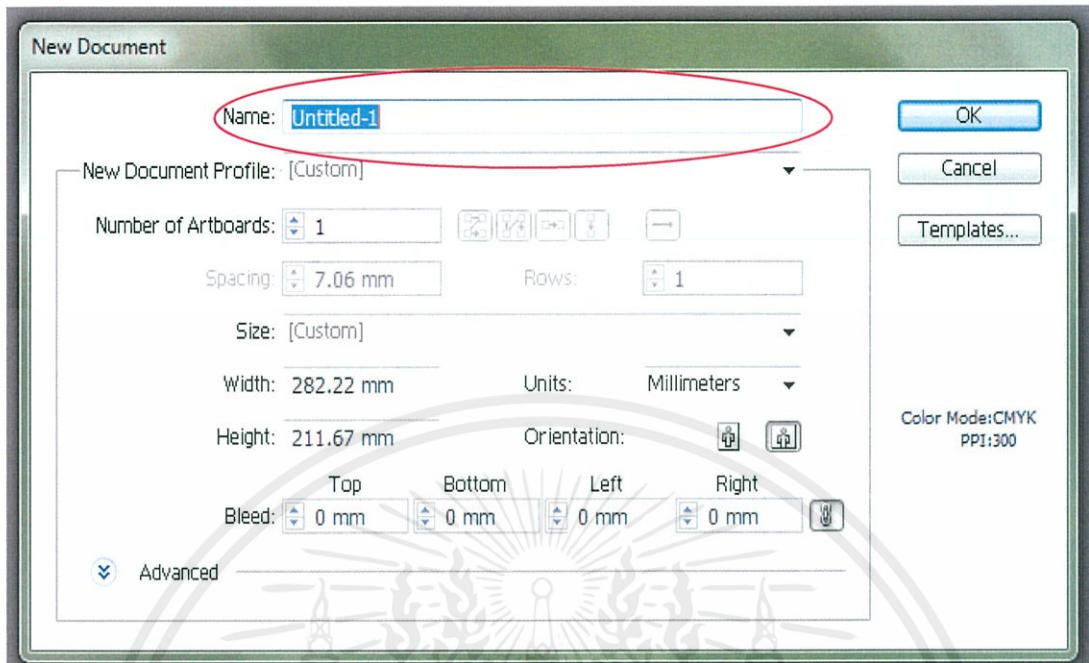 New Document
Name: Untitled-1
OK
New Document Profile: [Custom]
Cancel
Number of Artboards: 1
Templates...
Spacing: 7.06 mm Rows: 1
Size: [Custom]
Width: 282.22 mm Units: Millimeters
Height: 211.67 mm Orientation:
Color Mode:CMYK
PPI:300
Top Bottom Left Right
Bleed: 0 mm 0 mm 0 mm 0 mm
Advanced